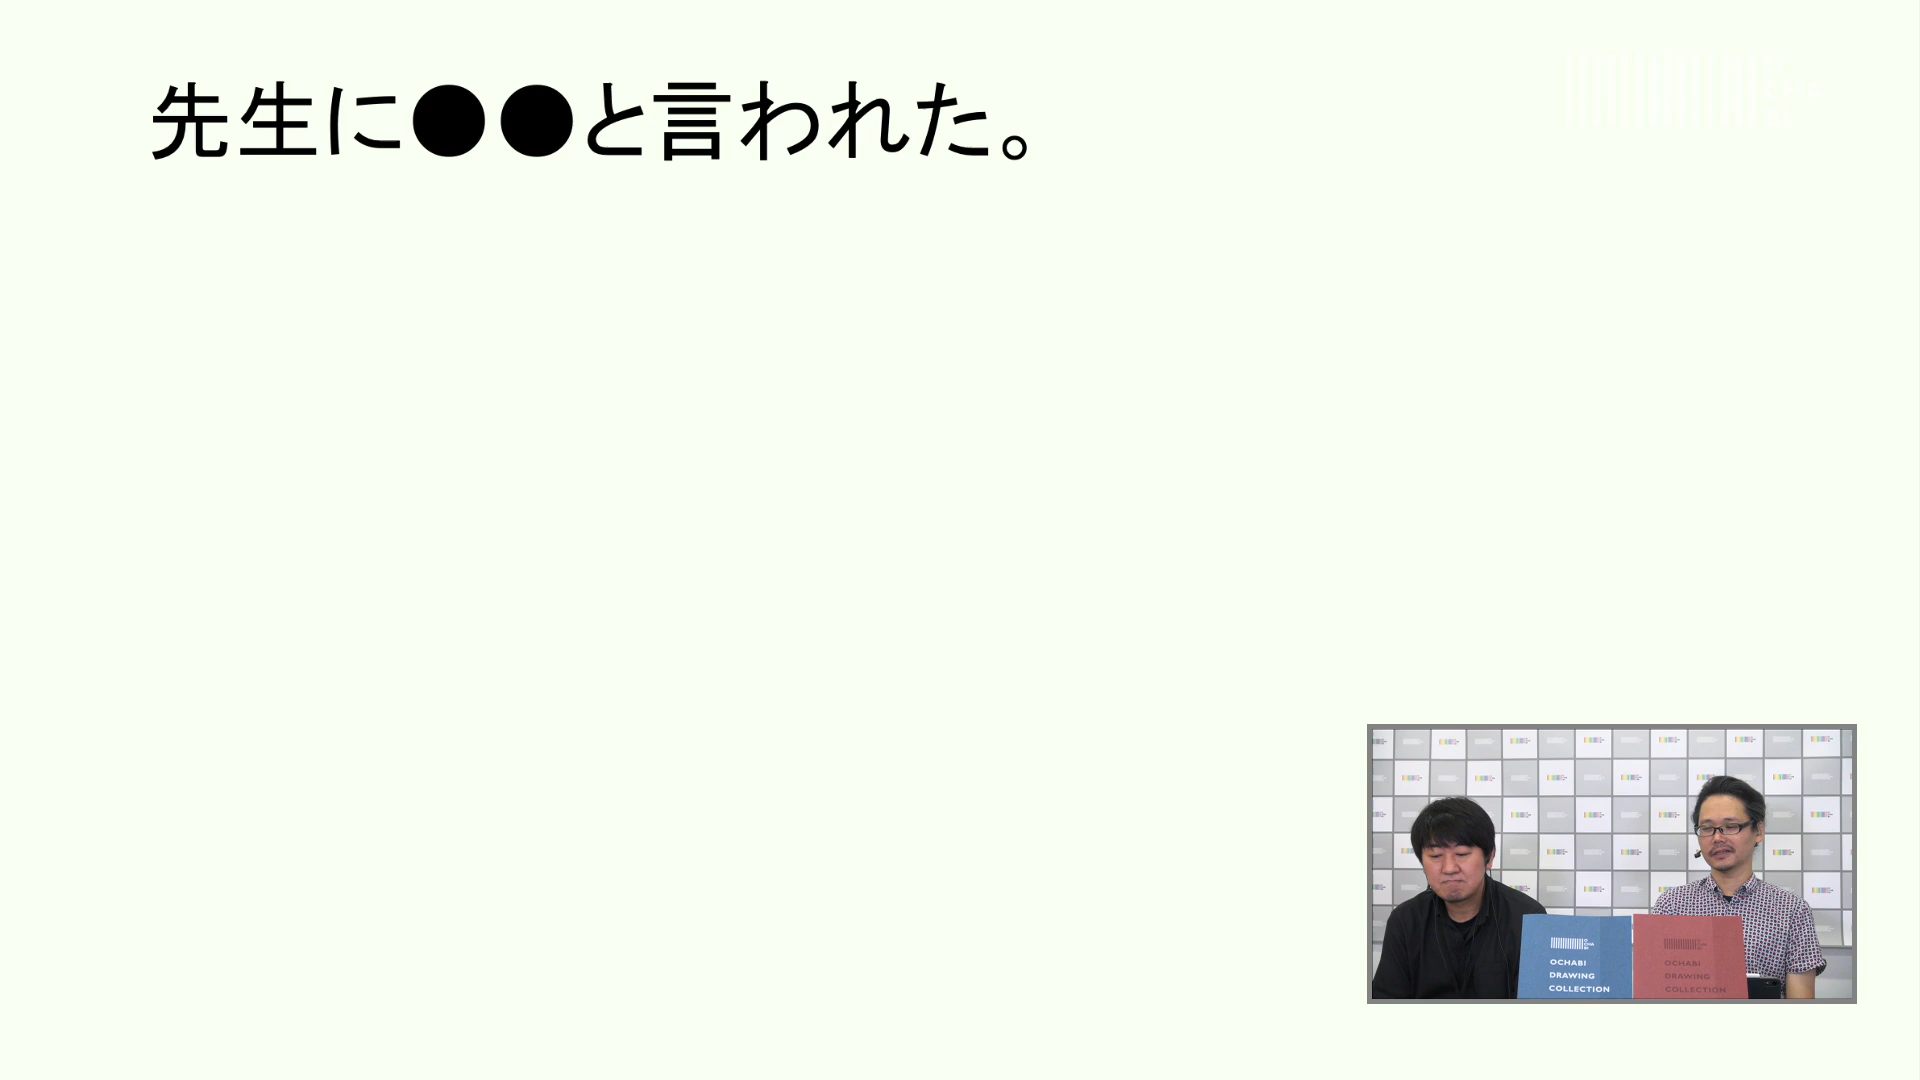 先生に●●と言われた。
OCHABI
DRAWING
COLLECTION
OCHABI
DRAWING
COLLECTION